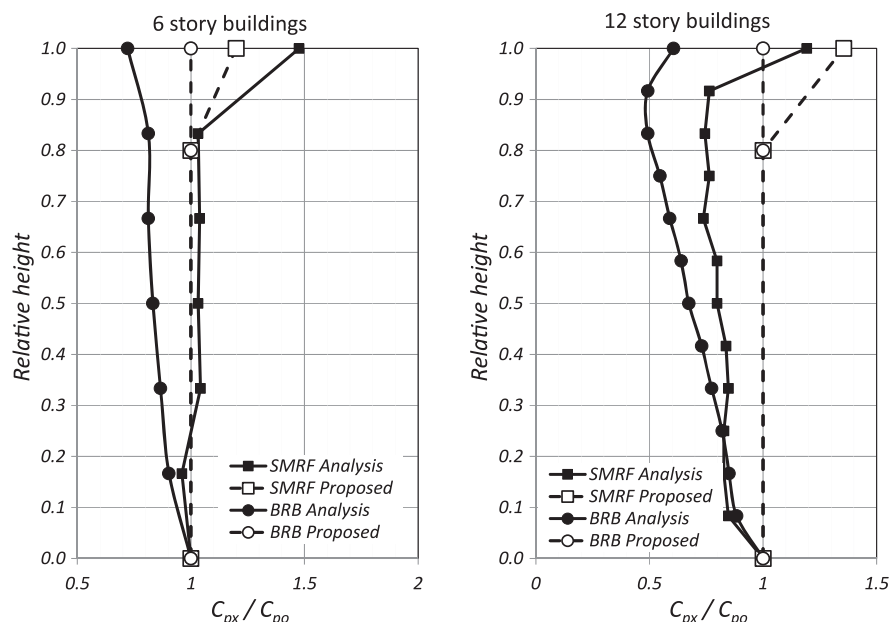 6 story buildings
1.0
0.9
0.8
0.7
0.6
0.5
0.4
0.3
0.2
0.1
0.0
Relative height
SMRF Analysis
SMRF Proposed
BRB Analysis
BRB Proposed
0.5 1 1.5 2
Cpx / Cpo
12 story buildings
1.0
0.9
0.8
0.7
0.6
0.5
0.4
0.3
0.2
0.1
0.0
Relative height
SMRF Analysis
SMRF Proposed
BRB Analysis
BRB Proposed
0 0.5 1 1.5
Cpx / Cpo